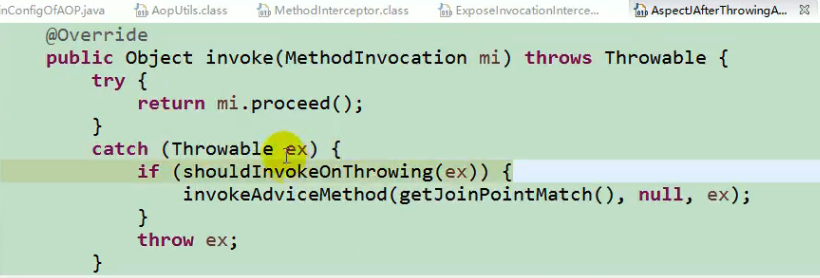 inConfigOfAOP.java AopUtils.class MethodInterceptor.class ExposeInvocationInterce... AspectJAfterThrowingA...
@Override
public Object invoke(MethodInvocation mi) throws Throwable {
try {
return mi.proceed();
}
catch (Throwable ex) {
if (shouldInvokeOnThrowing(ex)) {
invokeAdviceMethod(getJoinPointMatch(), null, ex);
}
throw ex;
}